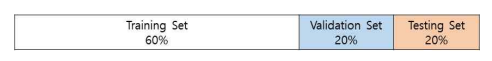 Training Set
60%
Validation Set
20%
Testing Set
20%